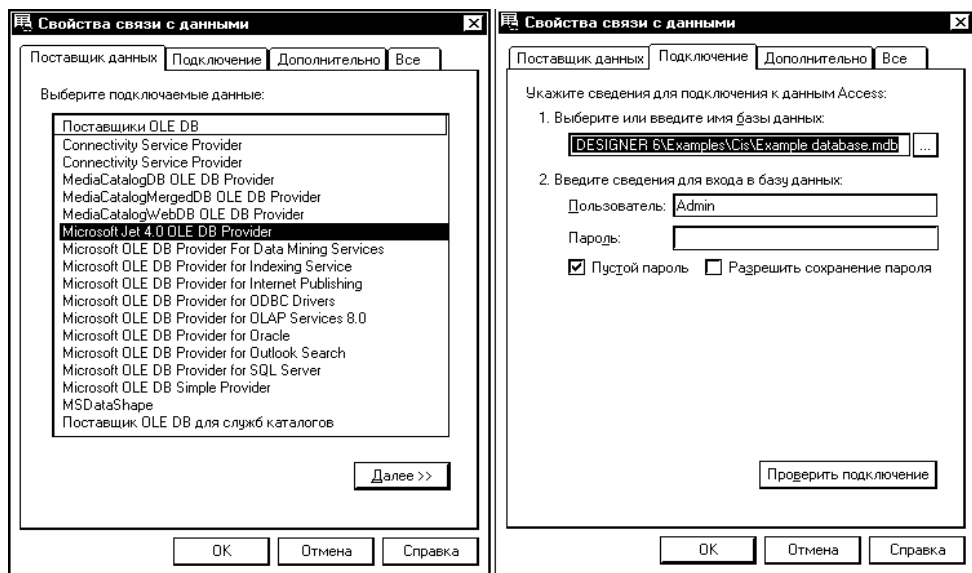 Свойства связи с данными
Поставщик данных Подключение Дополнительно Все
Выберите подключаемые данные:
Поставщики OLE DB
Connectivity Service Provider
Connectivity Service Provider
MediaCatalogDB OLE DB Provider
MediaCatalogMergedDB OLE DB Provider
MediaCatalogWebDB OLE DB Provider
Microsoft Jet 4.0 OLE DB Provider
Microsoft OLE DB Provider For Data Mining Services
Microsoft OLE DB Provider for Indexing Service
Microsoft OLE DB Provider for Internet Publishing
Microsoft OLE DB Provider for ODBC Drivers
Microsoft OLE DB Provider for OLAP Services 8.0
Microsoft OLE DB Provider for Oracle
Microsoft OLE DB Provider for Outlook Search
Microsoft OLE DB Provider for SQL Server
Microsoft OLE DB Simple Provider
MSDataShape
Поставщик OLE DB для служб каталогов
Далее >>
ОК Отмена Справка
Свойства связи с данными
Поставщик данных Подключение Дополнительно Все
Укажите сведения для подключения к данным Access:
1. Выберите или введите имя базы данных:
DESIGNER 6\Examples\Cis\Example database.mdb ...
2. Введите сведения для входа в базу данных:
Пользователь: Admin
Пароль:
Пустой пароль Разрешить сохранение пароля
Проверить подключение
ОК Отмена Справка